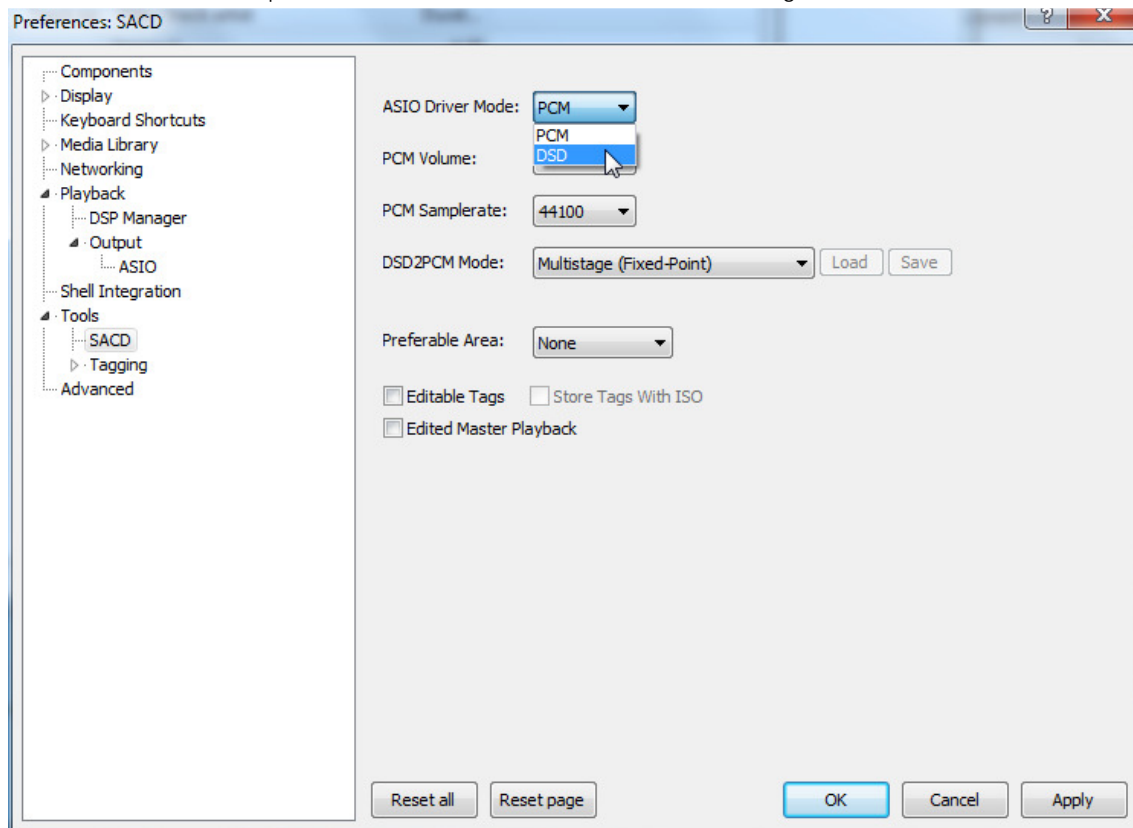 Preferences: SACD
Components
Display
Keyboard Shortcuts
Media Library
Networking
Playback
DSP Manager
Output
ASIO
Shell Integration
Tools
SACD
Tagging
Advanced
ASIO Driver Mode: PCM
PCM
DSD
PCM Volume:
PCM Samplerate: 44100
DSD2PCM Mode: Multistage (Fixed-Point) Load Save
Preferable Area: None
Editable Tags Store Tags With ISO
Edited Master Playback
Reset all Reset page OK Cancel Apply